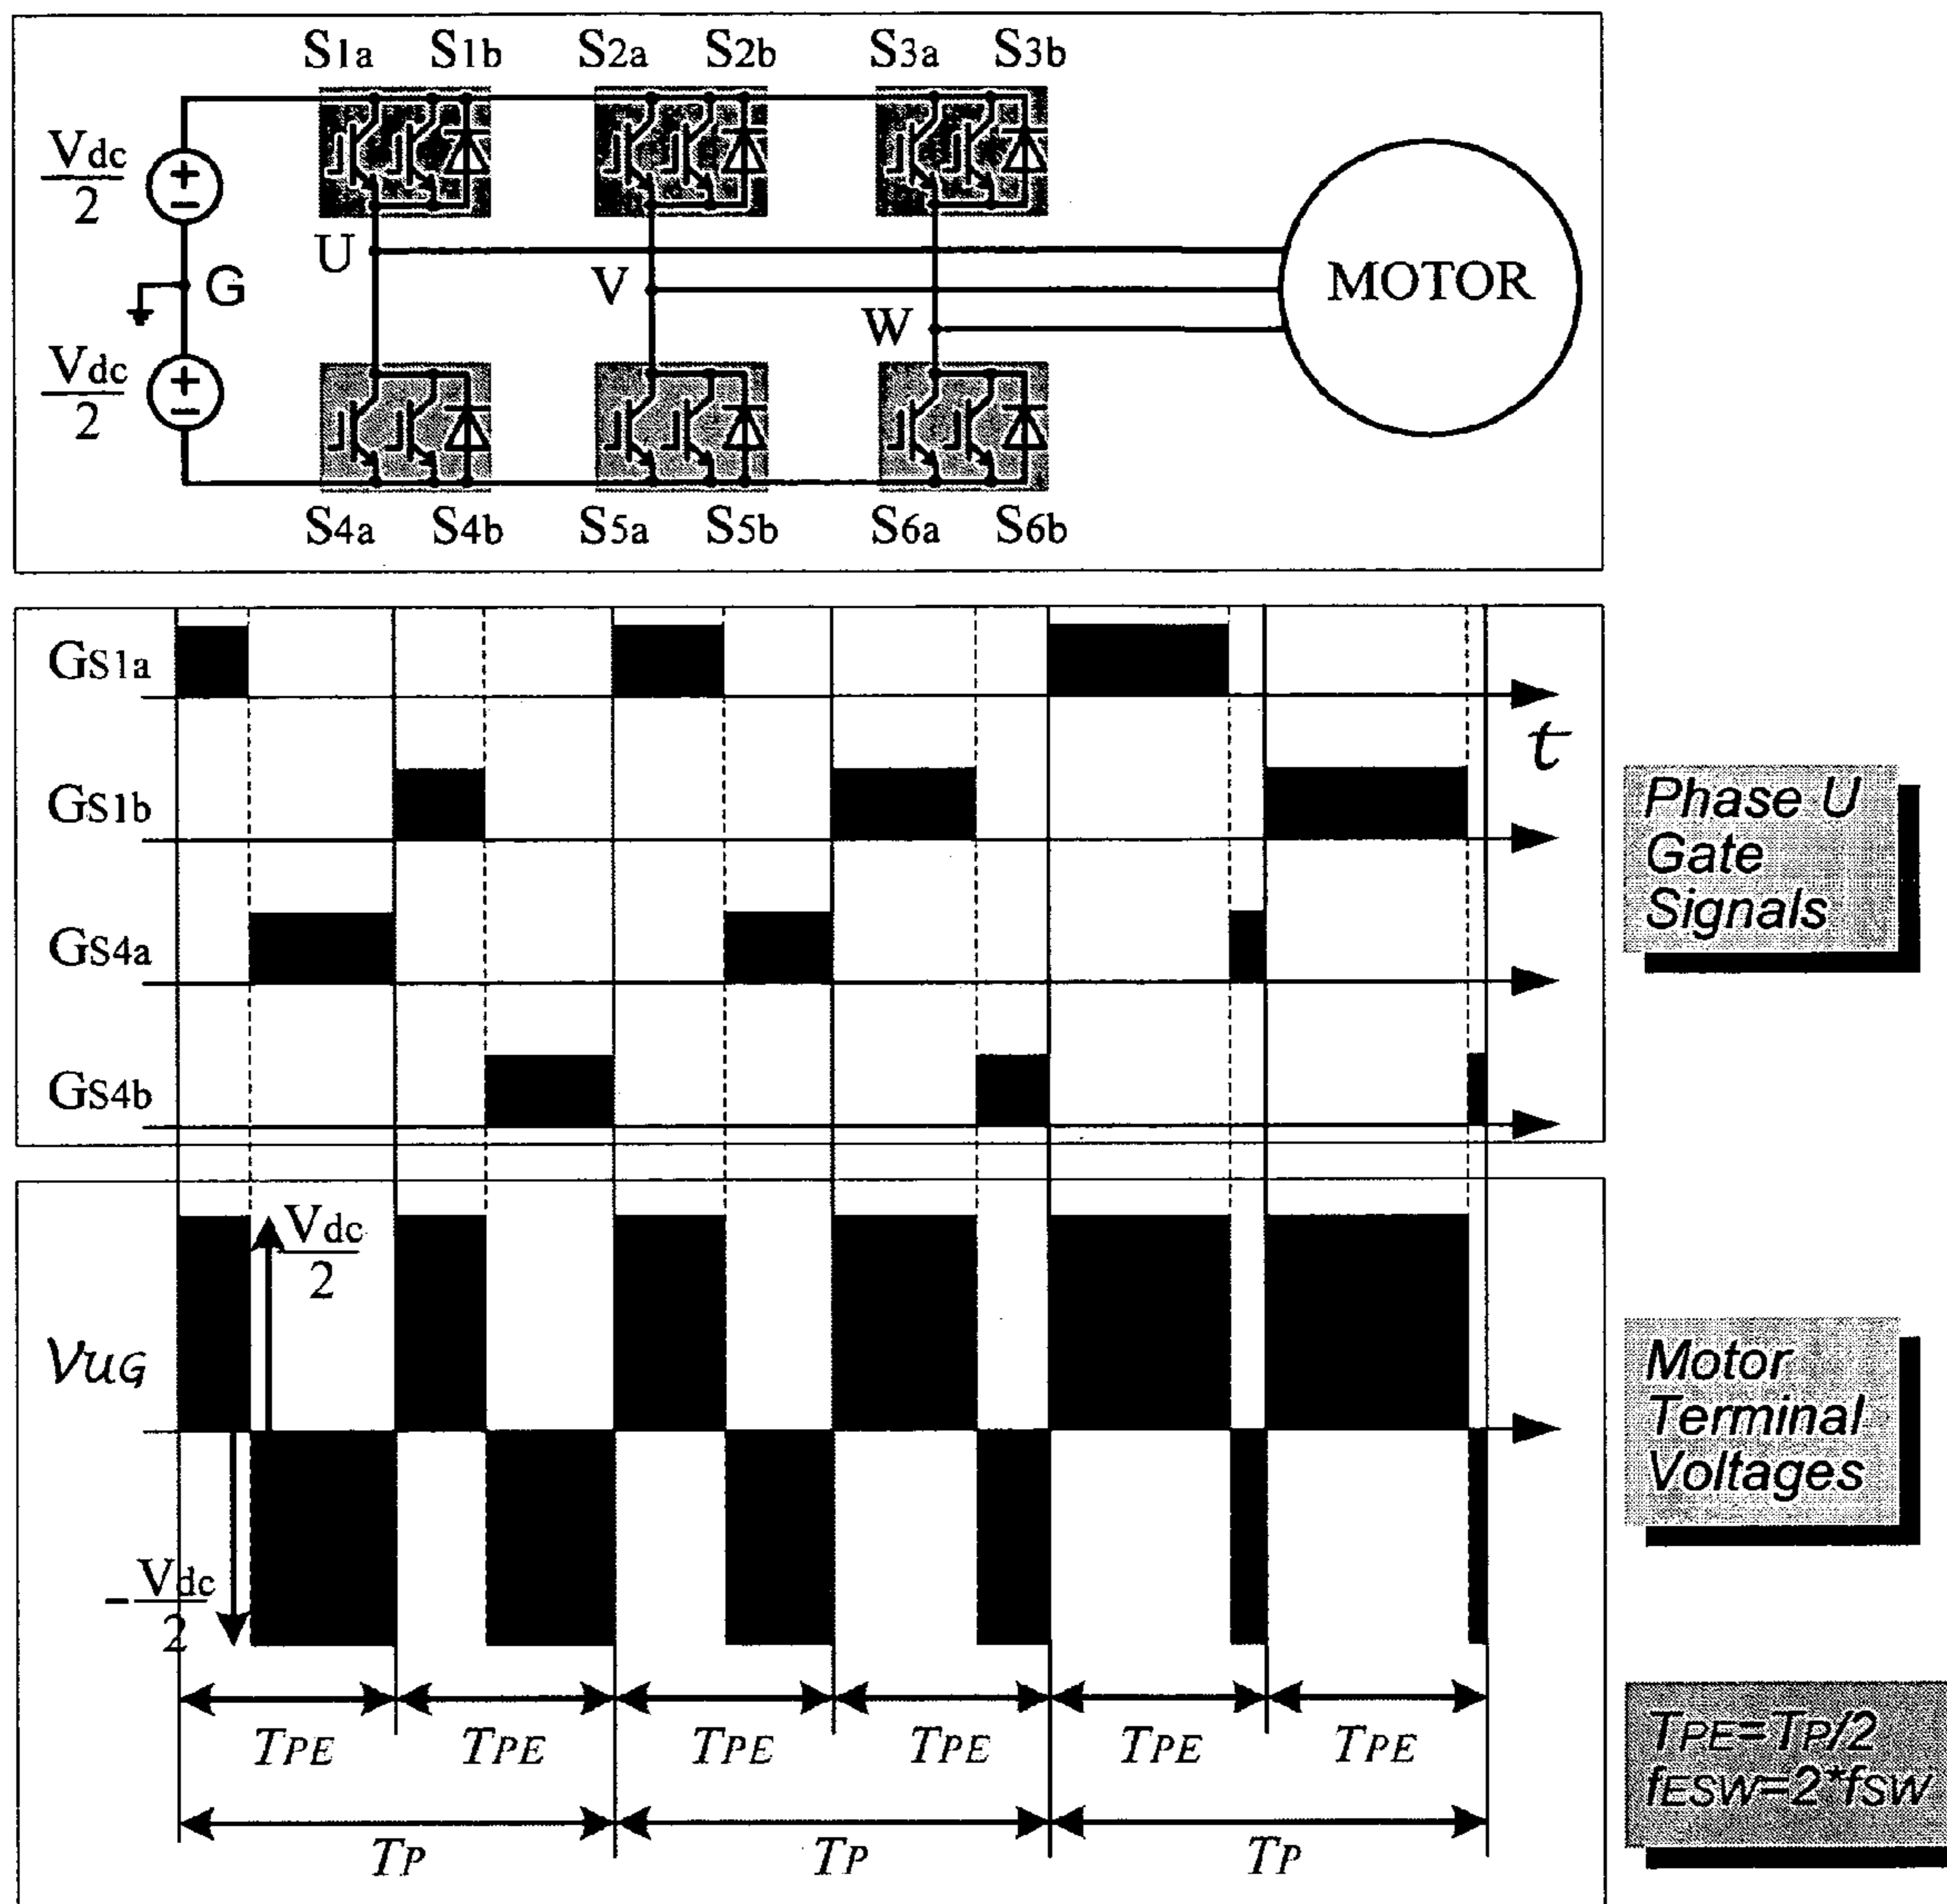 S1a S1b S2a S2b S3a S3b
Vdc
2
U
G
V
MOTOR
W
Vdc
2
S4a S4b S5a S5b S6a S6b
GS1a
t
GS1b
GS4a
GS4b
Phase U
Gate
Signals
Vdc
2
VUG
-Vdc
2
Motor
Terminal
Voltages
TPE TPE TPE TPE TPE TPE
TP TP TP
TPE=TP/2
fESW=2*fSW